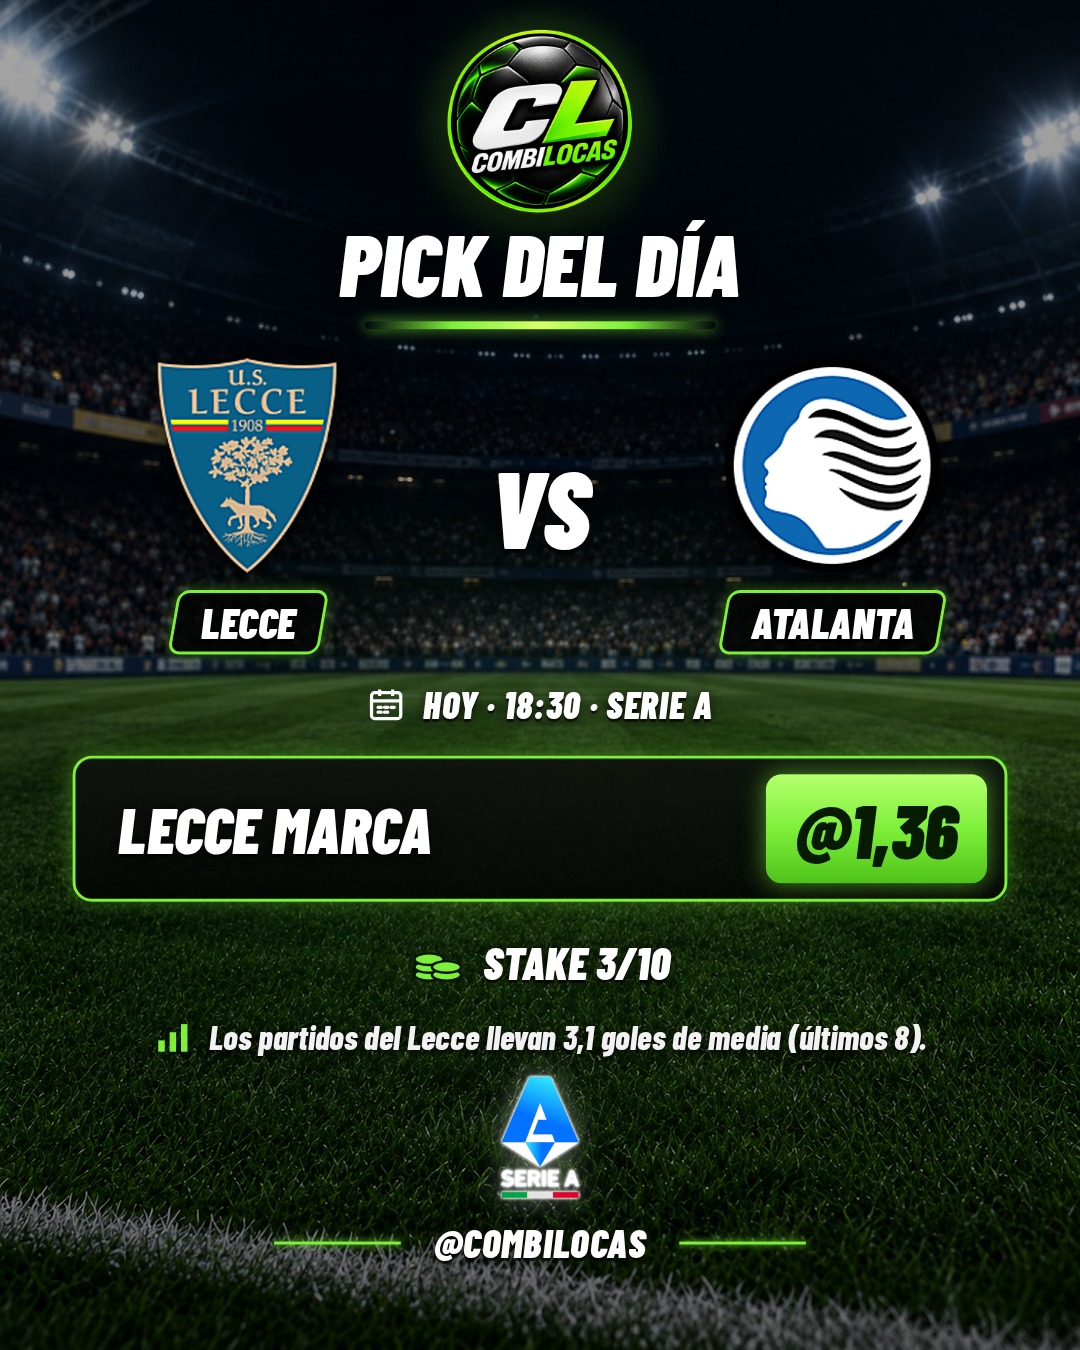 CL
COMBILOCAS
PICK DEL DÍA
U.S.
LECCE
1908
VS
LECCE
ATALANTA
HOY · 18:30 · SERIE A
LECCE MARCA
@1,36
STAKE 3/10
Los partidos del Lecce llevan 3,1 goles de media (últimos 8).
SERIE A
@COMBILOCAS